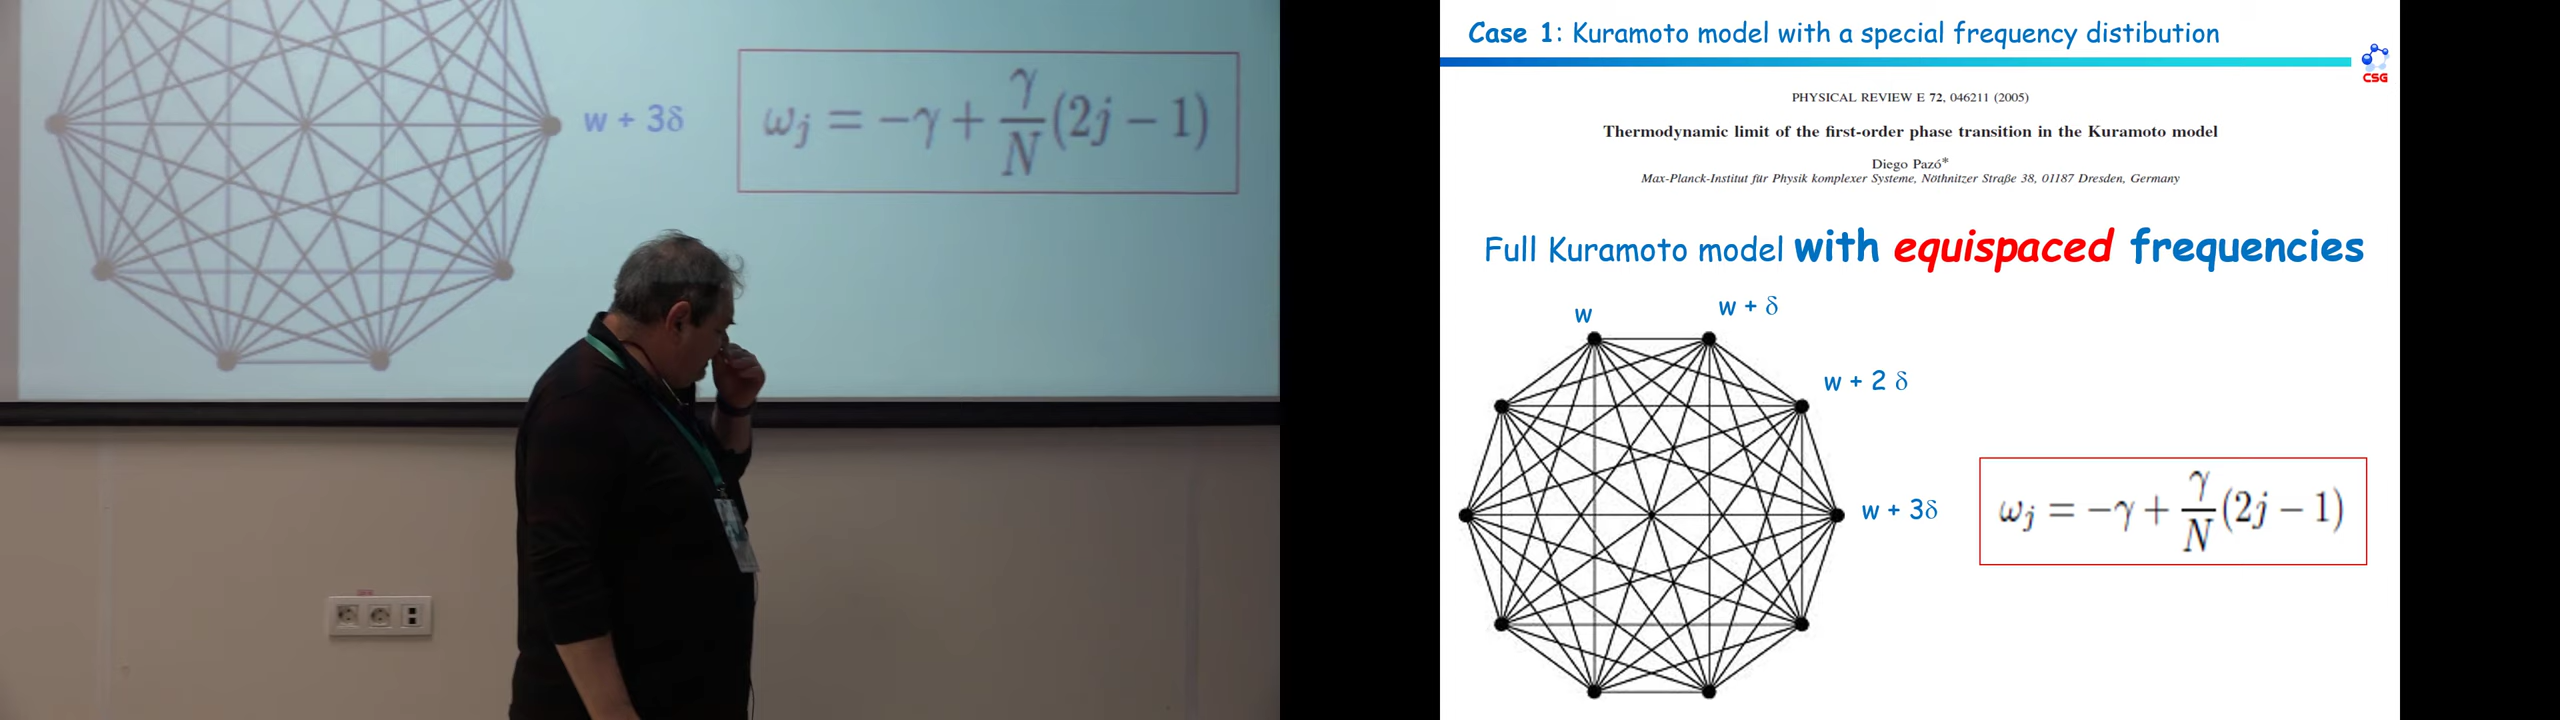 w + 3δ
ωj = −γ + γ/N (2j − 1)
Case 1: Kuramoto model with a special frequency distibution
CSG
PHYSICAL REVIEW E 72, 046211 (2005)
Thermodynamic limit of the first-order phase transition in the Kuramoto model
Diego Pazó*
Max-Planck-Institut für Physik komplexer Systeme, Nöthnitzer Straße 38, 01187 Dresden, Germany
Full Kuramoto model with equispaced frequencies
w
w + δ
w + 2 δ
w + 3δ
ωj = −γ + γ/N (2j − 1)